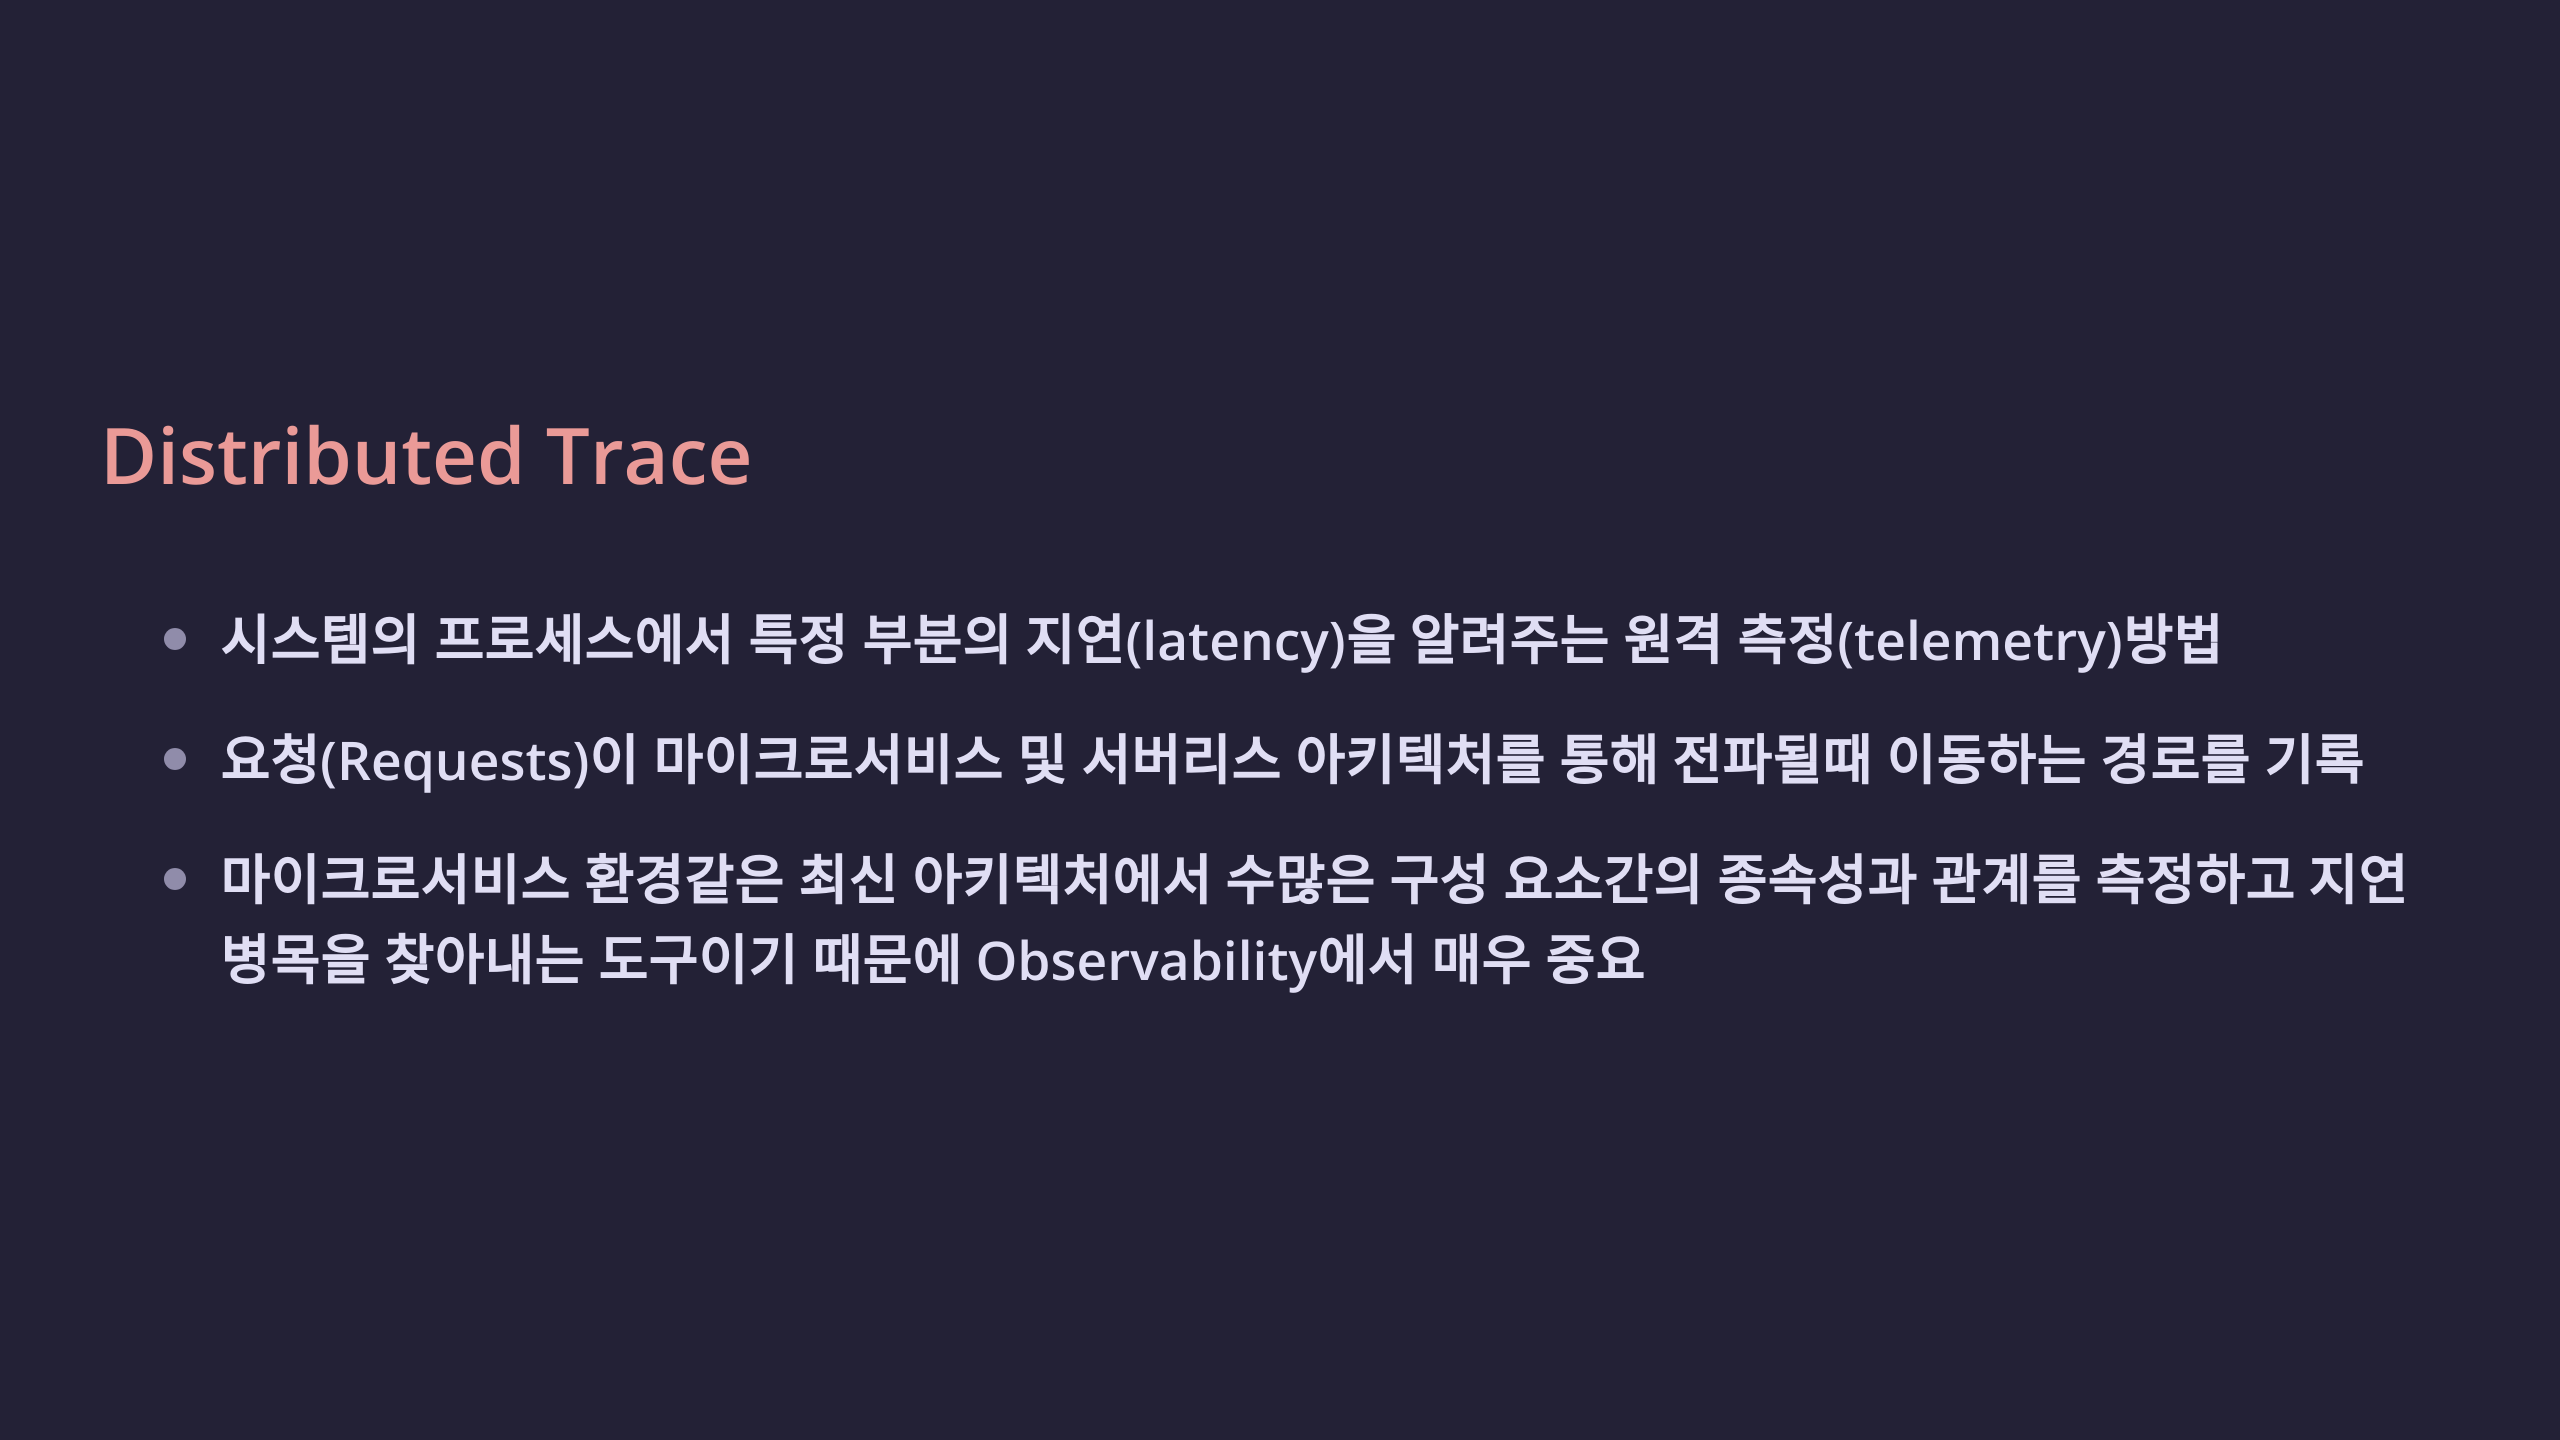 Distributed Trace
시스템의 프로세스에서 특정 부분의 지연(latency)을 알려주는 원격 측정(telemetry)방법
요청(Requests)이 마이크로서비스 및 서버리스 아키텍처를 통해 전파될때 이동하는 경로를 기록
마이크로서비스 환경같은 최신 아키텍처에서 수많은 구성 요소간의 종속성과 관계를 측정하고 지연
병목을 찾아내는 도구이기 때문에 Observability에서 매우 중요